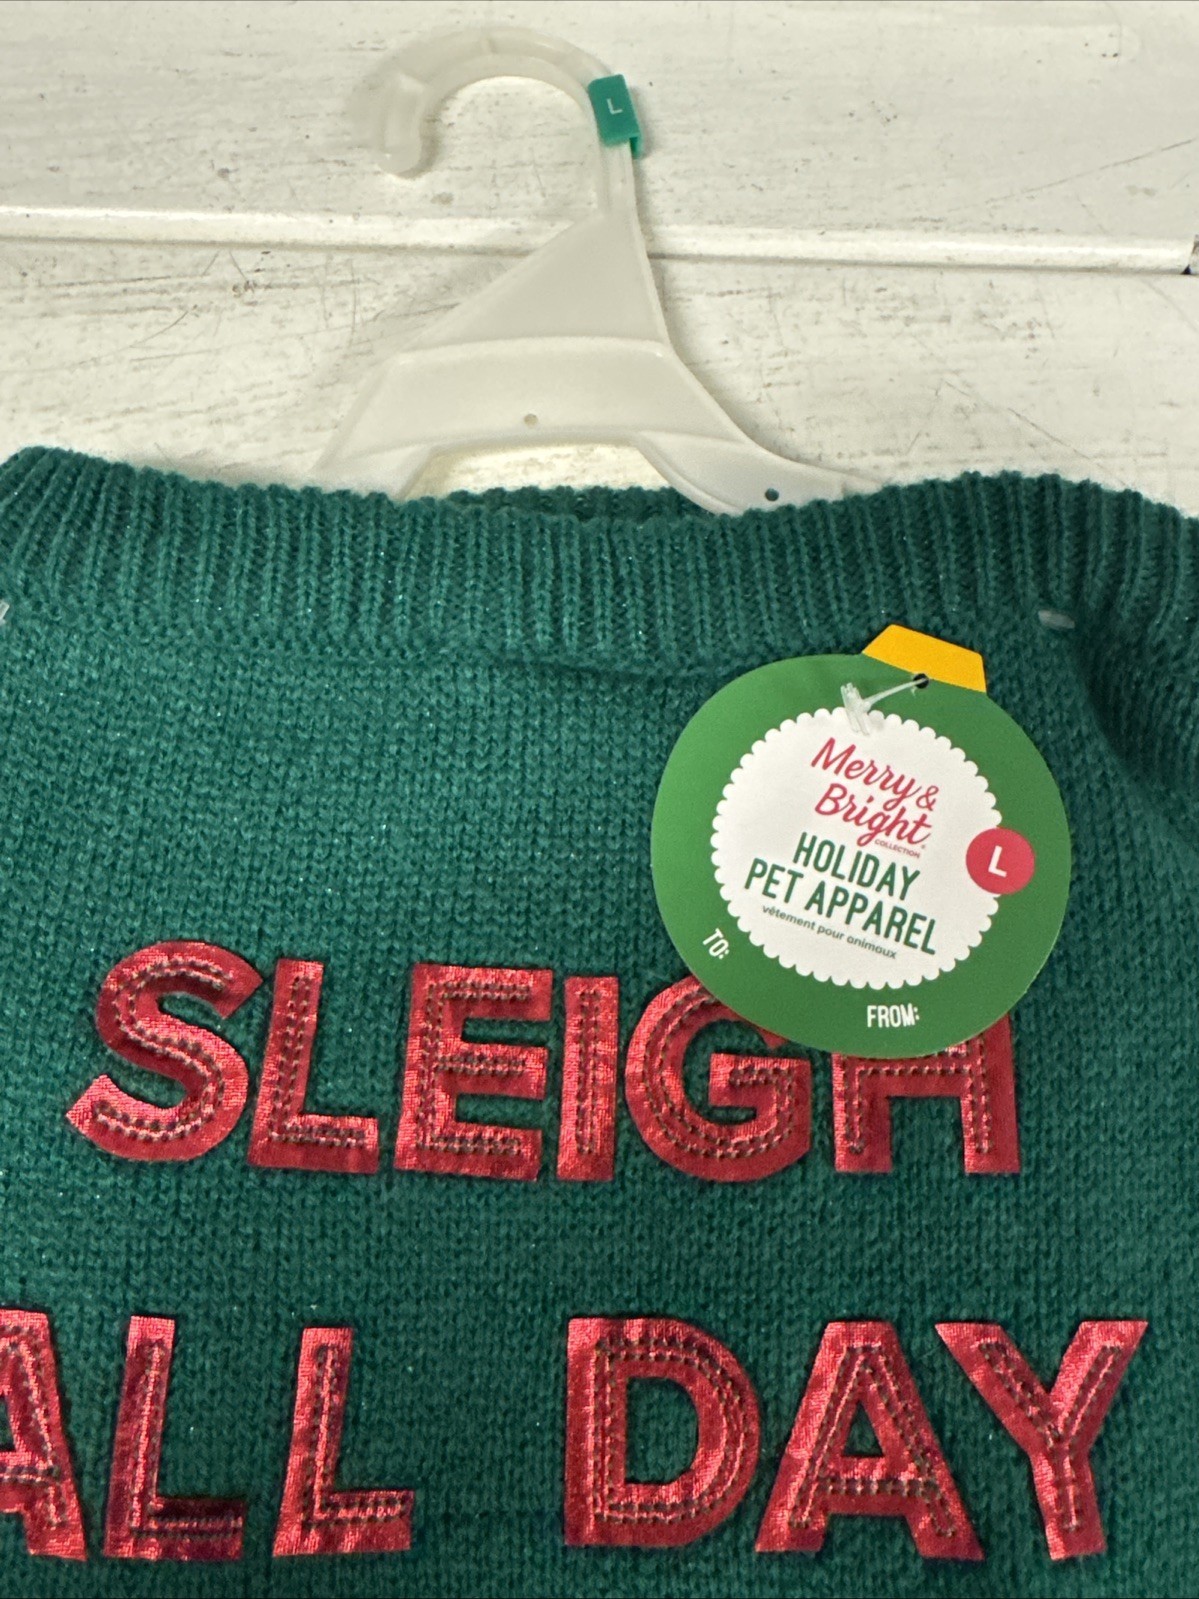 L
Merry &
Bright
COLLECTION
HOLIDAY
PET APPAREL
vêtement pour animaux
L
TO:
FROM:
SLEIGH
ALL DAY